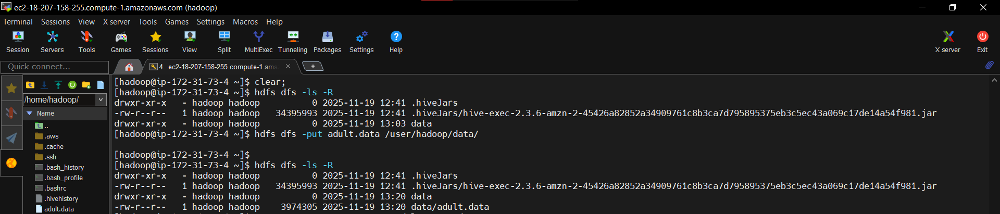 ec2-18-207-158-255.compute-1.amazonaws.com (hadoop)
Terminal Sessions View X server Tools Games Settings Macros Help
Session Servers Tools Games Sessions View Split MultiExec Tunneling Packages Settings Help X server Exit
Quick connect...
4. ec2-18-207-158-255.compute-1.ama
/home/hadoop/
Name
..
.aws
.cache
.ssh
.bash_history
.bash_profile
.bashrc
.hivehistory
adult.data
[hadoop@ip-172-31-73-4 ~]$ clear;
[hadoop@ip-172-31-73-4 ~]$ hdfs dfs -ls -R
drwxr-xr-x   - hadoop hadoop          0 2025-11-19 12:41 .hiveJars
-rw-r--r--   1 hadoop hadoop   34395993 2025-11-19 12:41 .hiveJars/hive-exec-2.3.6-amzn-2-45426a82852a34909761c8b3ca7d795895375eb3c5ec43a069c17de14a54f981.jar
drwxr-xr-x   - hadoop hadoop          0 2025-11-19 13:03 data
[hadoop@ip-172-31-73-4 ~]$ hdfs dfs -put adult.data /user/hadoop/data/
[hadoop@ip-172-31-73-4 ~]$
[hadoop@ip-172-31-73-4 ~]$ hdfs dfs -ls -R
drwxr-xr-x   - hadoop hadoop          0 2025-11-19 12:41 .hiveJars
-rw-r--r--   1 hadoop hadoop   34395993 2025-11-19 12:41 .hiveJars/hive-exec-2.3.6-amzn-2-45426a82852a34909761c8b3ca7d795895375eb3c5ec43a069c17de14a54f981.jar
drwxr-xr-x   - hadoop hadoop          0 2025-11-19 13:20 data
-rw-r--r--   1 hadoop hadoop    3974305 2025-11-19 13:20 data/adult.data